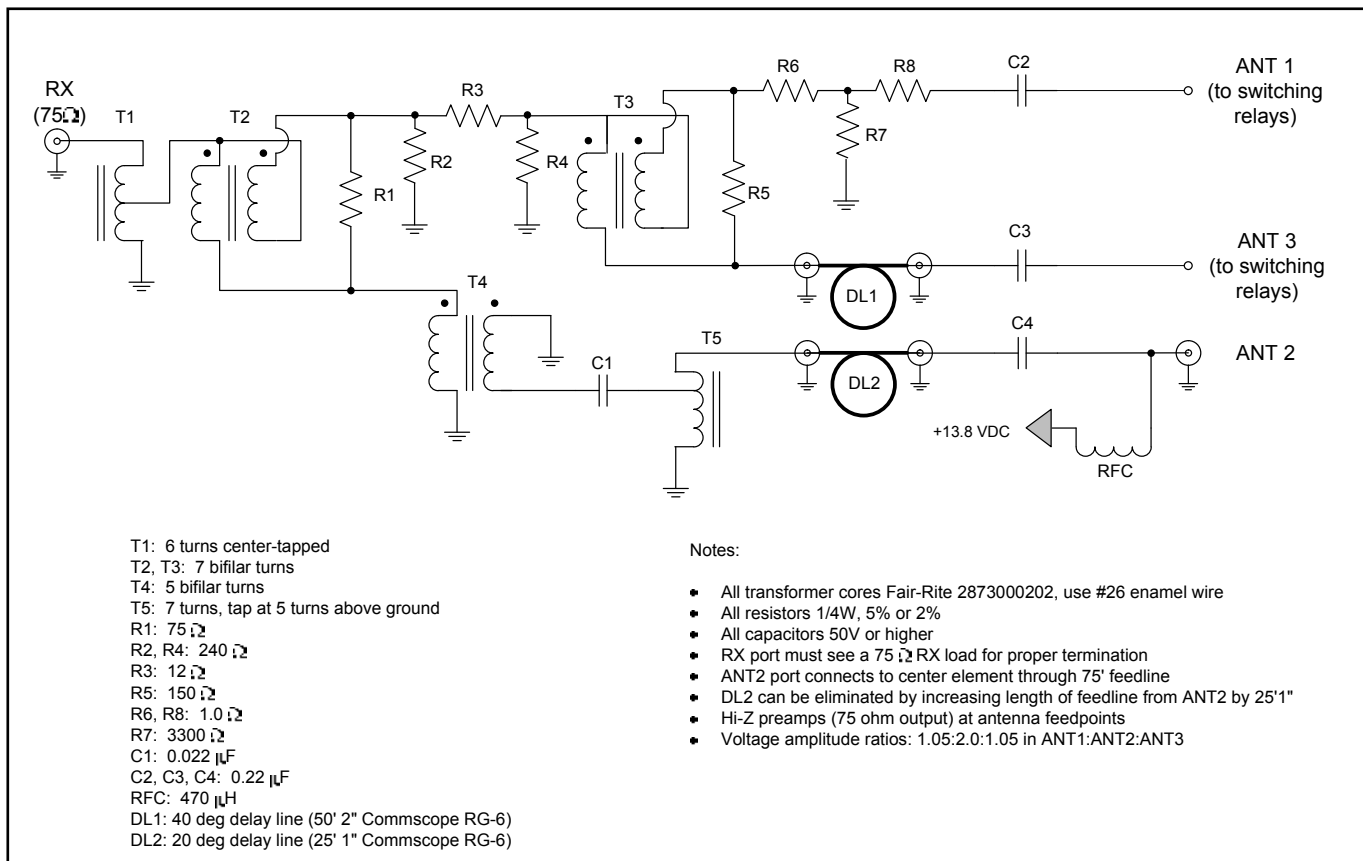 RX
(75Ω)
T1
T2
R1
R2
R3
R4
T3
R5
R6
R7
R8
C2
ANT 1
(to switching
relays)
C3
ANT 3
(to switching
relays)
DL1
T4
C1
T5
DL2
C4
ANT 2
+13.8 VDC
RFC
T1: 6 turns center-tapped
T2, T3: 7 bifilar turns
T4: 5 bifilar turns
T5: 7 turns, tap at 5 turns above ground
R1: 75 Ω
R2, R4: 240 Ω
R3: 12 Ω
R5: 150 Ω
R6, R8: 1.0 Ω
R7: 3300 Ω
C1: 0.022 µF
C2, C3, C4: 0.22 µF
RFC: 470 µH
DL1: 40 deg delay line (50' 2" Commscope RG-6)
DL2: 20 deg delay line (25' 1" Commscope RG-6)
Notes:
• All transformer cores Fair-Rite 2873000202, use #26 enamel wire
• All resistors 1/4W, 5% or 2%
• All capacitors 50V or higher
• RX port must see a 75 Ω RX load for proper termination
• ANT2 port connects to center element through 75' feedline
• DL2 can be eliminated by increasing length of feedline from ANT2 by 25'1"
• Hi-Z preamps (75 ohm output) at antenna feedpoints
• Voltage amplitude ratios: 1.05:2.0:1.05 in ANT1:ANT2:ANT3